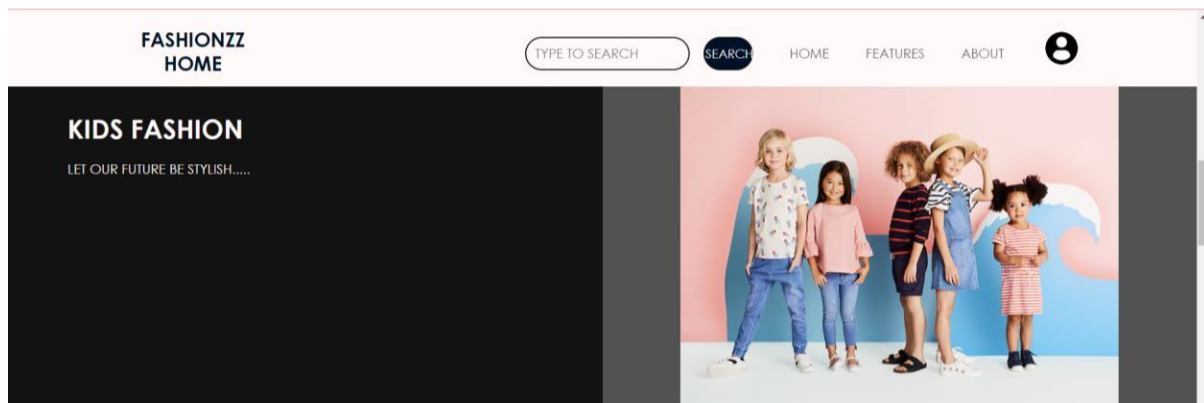 FASHIONZZ
HOME
TYPE TO SEARCH
SEARCH
HOME
FEATURES
ABOUT
KIDS FASHION
LET OUR FUTURE BE STYLISH.....